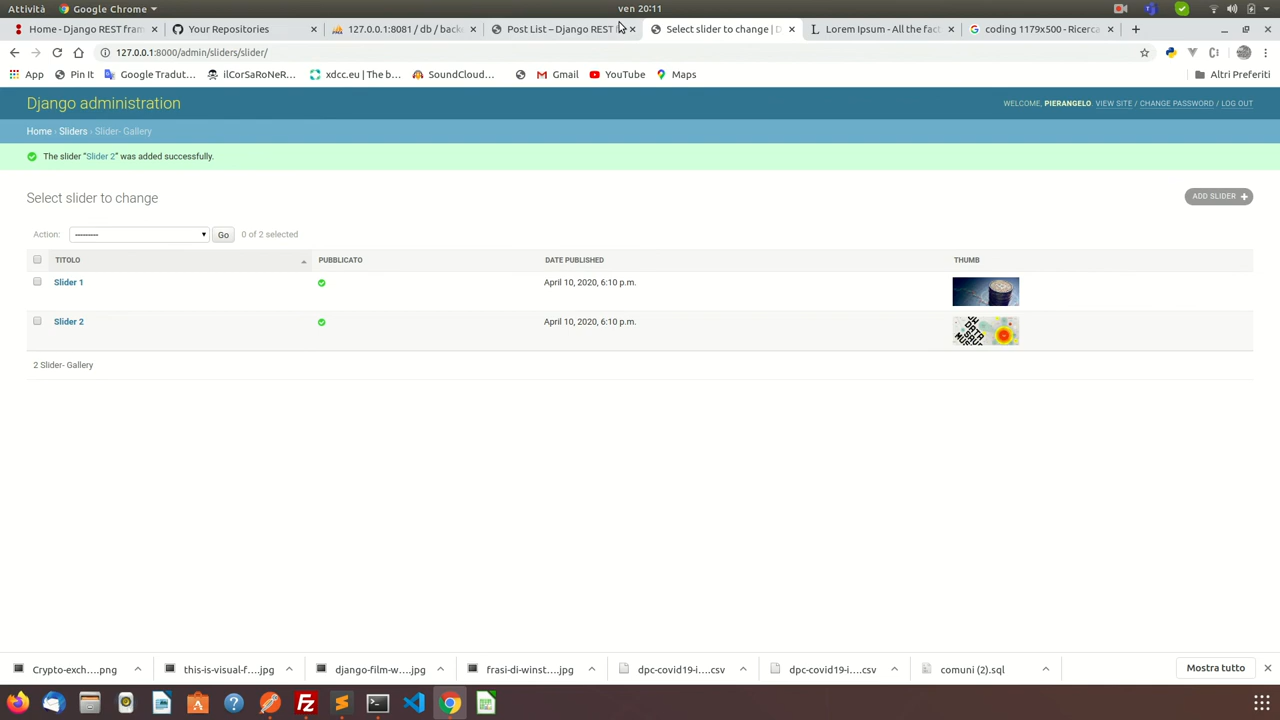 Attività
Google Chrome
ven 20:11
Home - Django REST fram
Your Repositories
127.0.0.1:8081 / db / backe
Post List – Django REST
Select slider to change | D
Lorem Ipsum - All the fact
coding 1179x500 - Ricerca
127.0.0.1:8000/admin/sliders/slider/
App
Pin It
Google Tradut...
ilCorSaRoNeR...
xdcc.eu | The b...
SoundCloud...
Gmail
YouTube
Maps
Altri Preferiti
Django administration
WELCOME, PIERANGELO. VIEW SITE / CHANGE PASSWORD / LOG OUT
Home › Sliders › Slider- Gallery
The slider “Slider 2” was added successfully.
Select slider to change
ADD SLIDER +
Action: --------- Go 0 of 2 selected
TITOLO PUBBLICATO DATE PUBLISHED THUMB
Slider 1 April 10, 2020, 6:10 p.m.
Slider 2 April 10, 2020, 6:10 p.m.
DATA
2 Slider- Gallery
Crypto-exch....png
this-is-visual-f....jpg
django-film-w....jpg
frasi-di-winst....jpg
dpc-covid19-i....csv
dpc-covid19-i....csv
comuni (2).sql
Mostra tutto